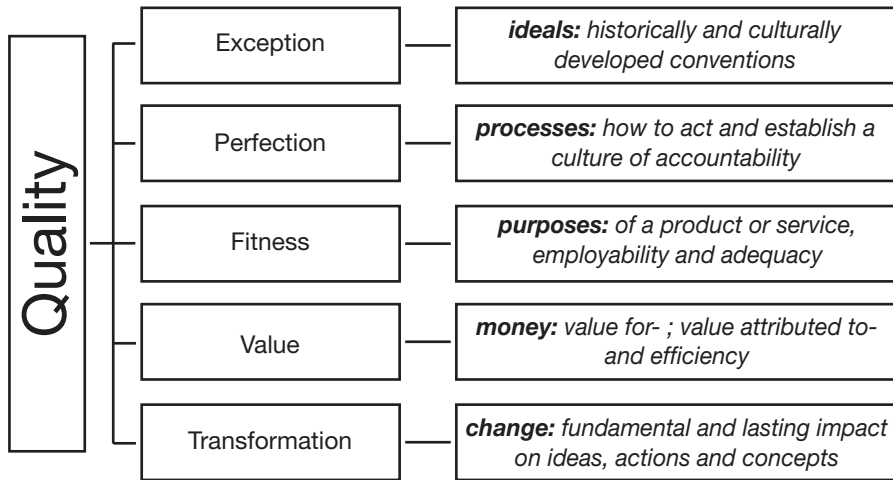 Quality
Exception
ideals: historically and culturally
developed conventions
Perfection
processes: how to act and establish a
culture of accountability
Fitness
purposes: of a product or service,
employability and adequacy
Value
money: value for- ; value attributed to-
and efficiency
Transformation
change: fundamental and lasting impact
on ideas, actions and concepts